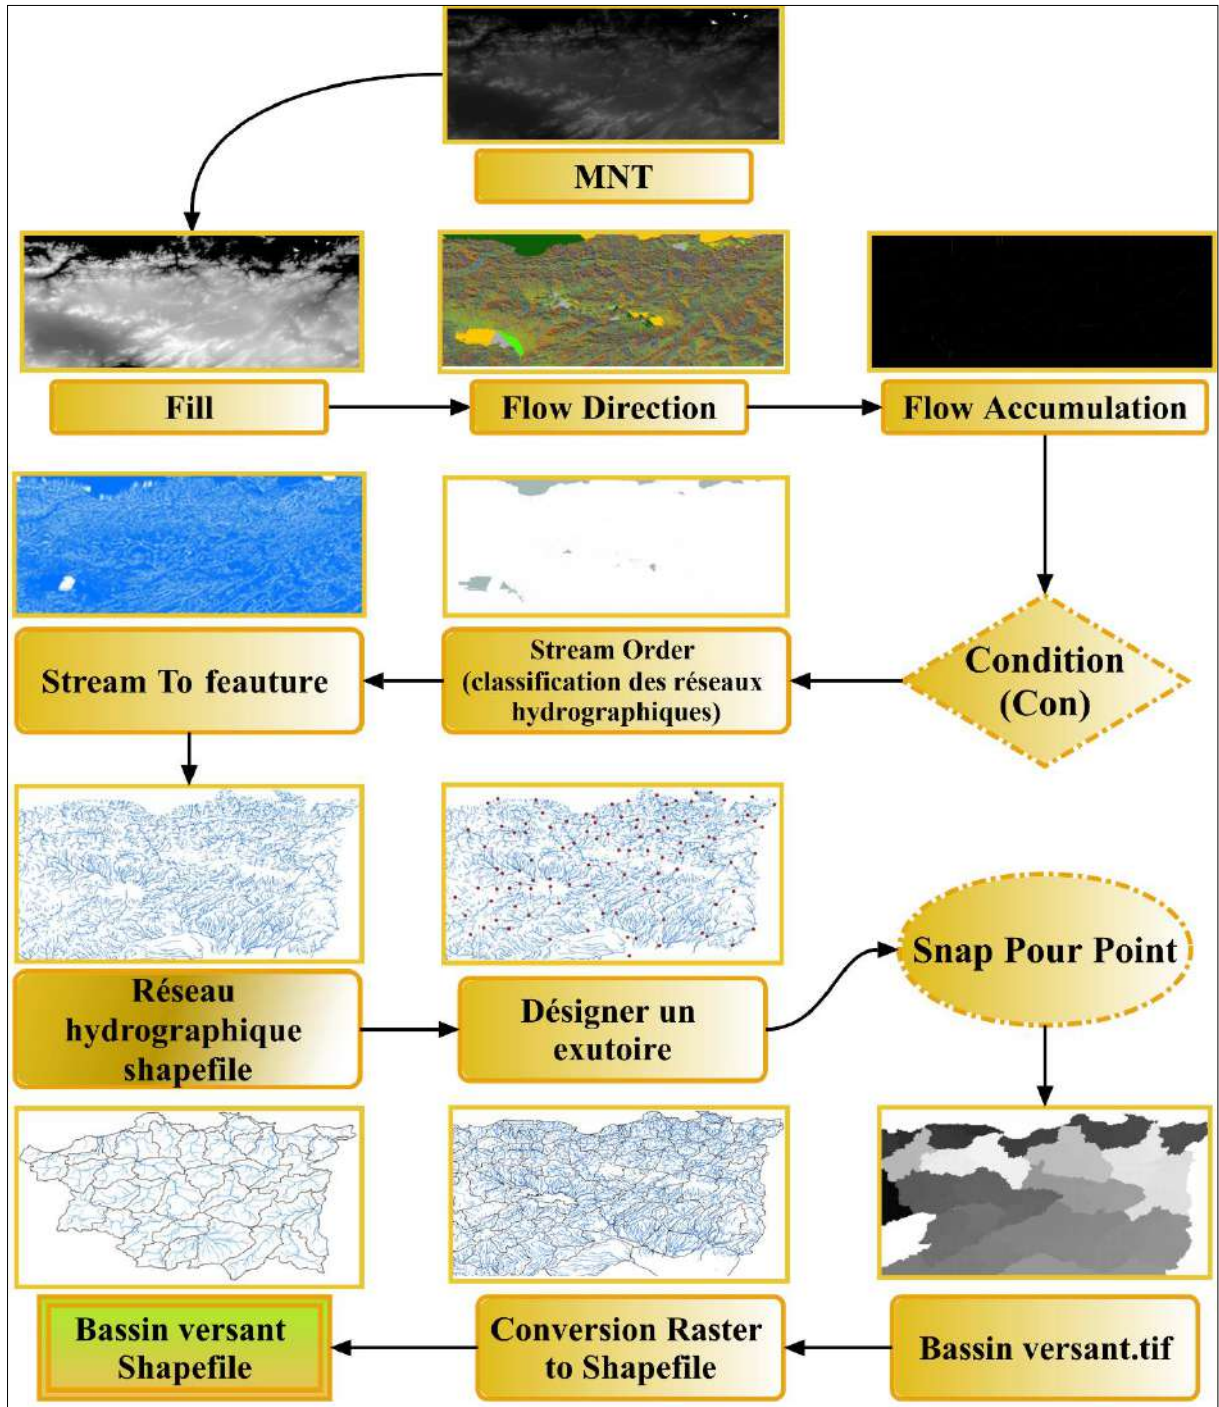 MNT
Fill
Flow Direction
Flow Accumulation
Stream To feauture
Stream Order
(classification des réseaux
hydrographiques)
Condition
(Con)
Réseau
hydrographique
shapefile
Désigner un
exutoire
Snap Pour Point
Bassin versant
Shapefile
Conversion Raster
to Shapefile
Bassin versant.tif